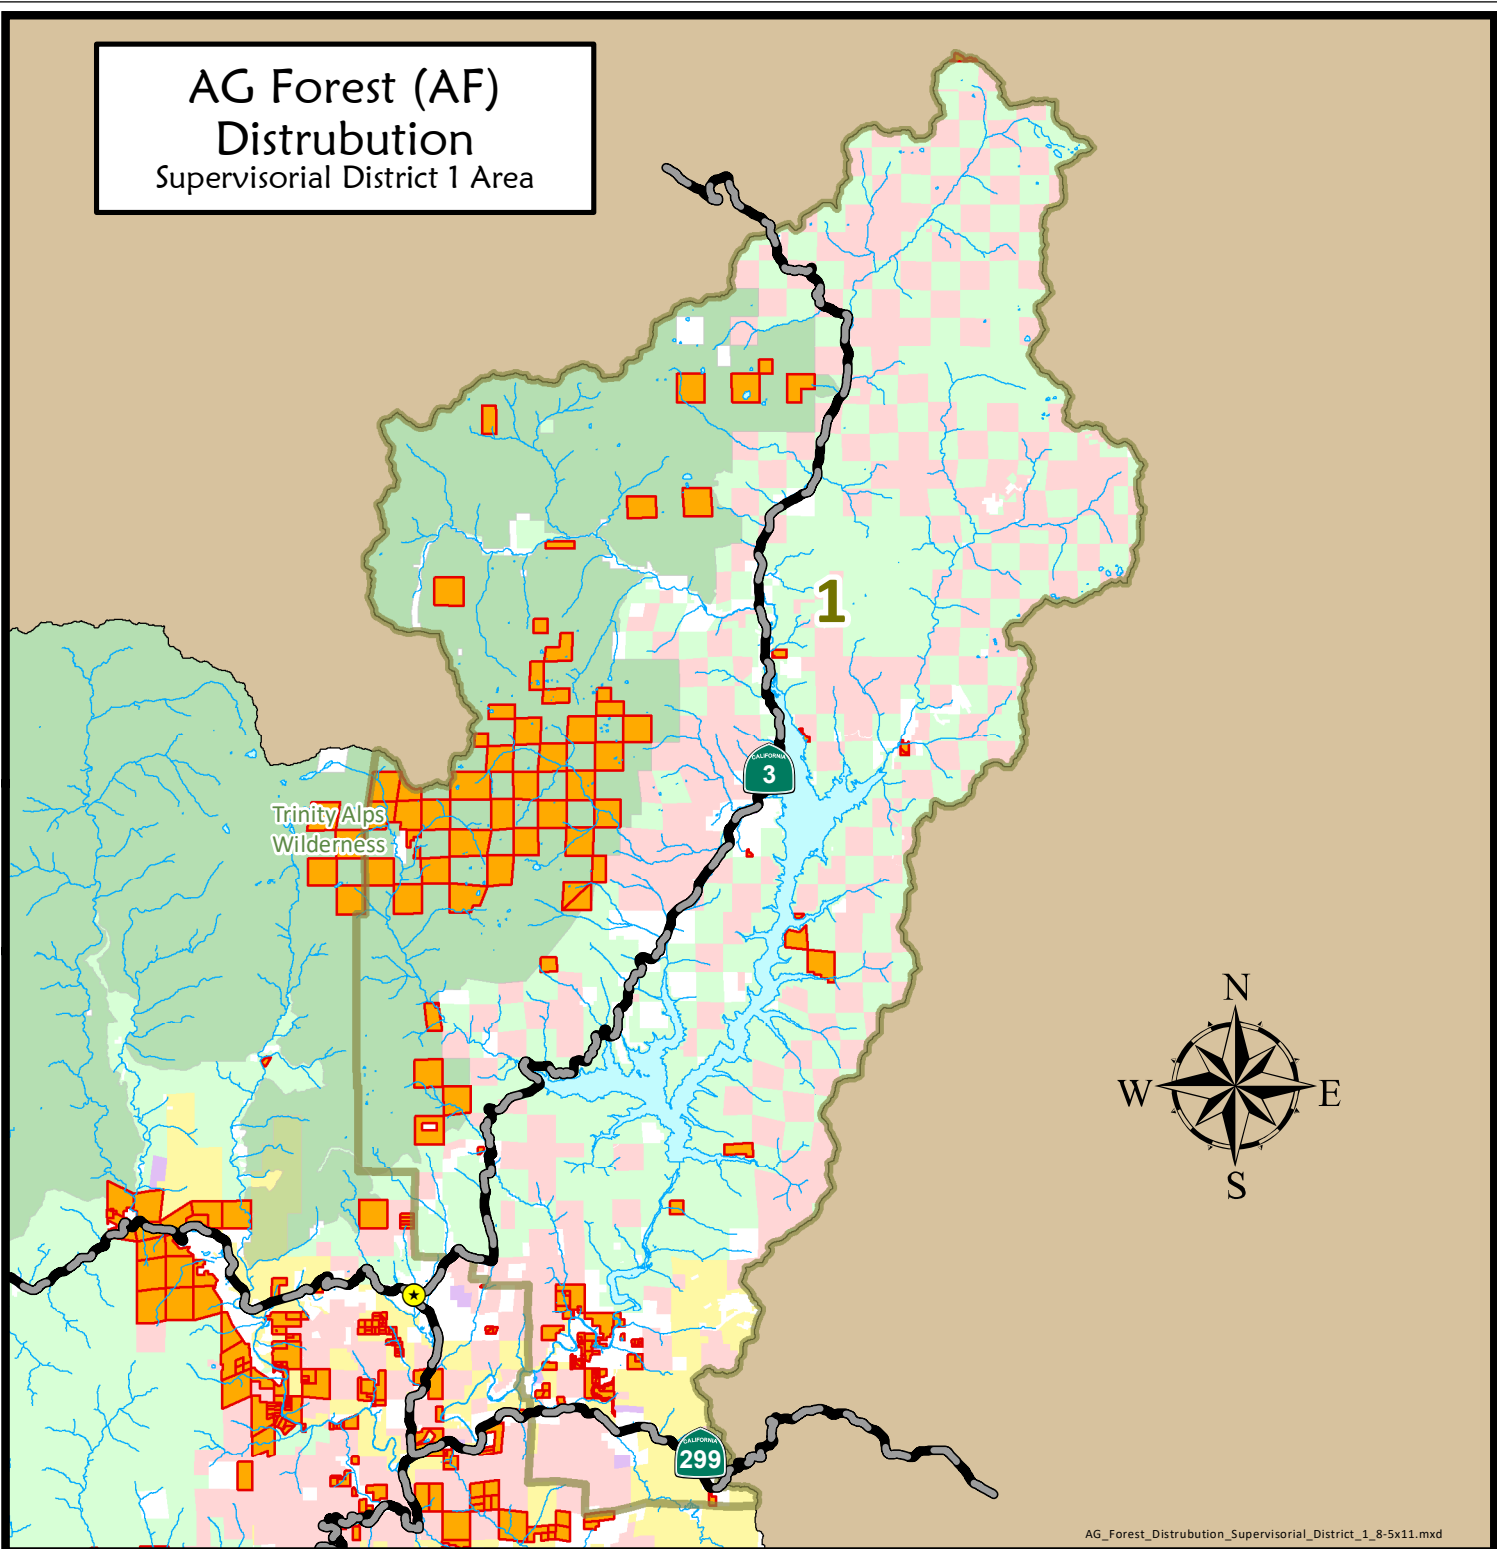 AG Forest (AF)
Distrubution
Supervisorial District 1 Area
1
CALIFORNIA
3
Trinity Alps
Wilderness
N
W
E
S
CALIFORNIA
299
AG_Forest_Distrubution_Supervisorial_District_1_8-5x11.mxd